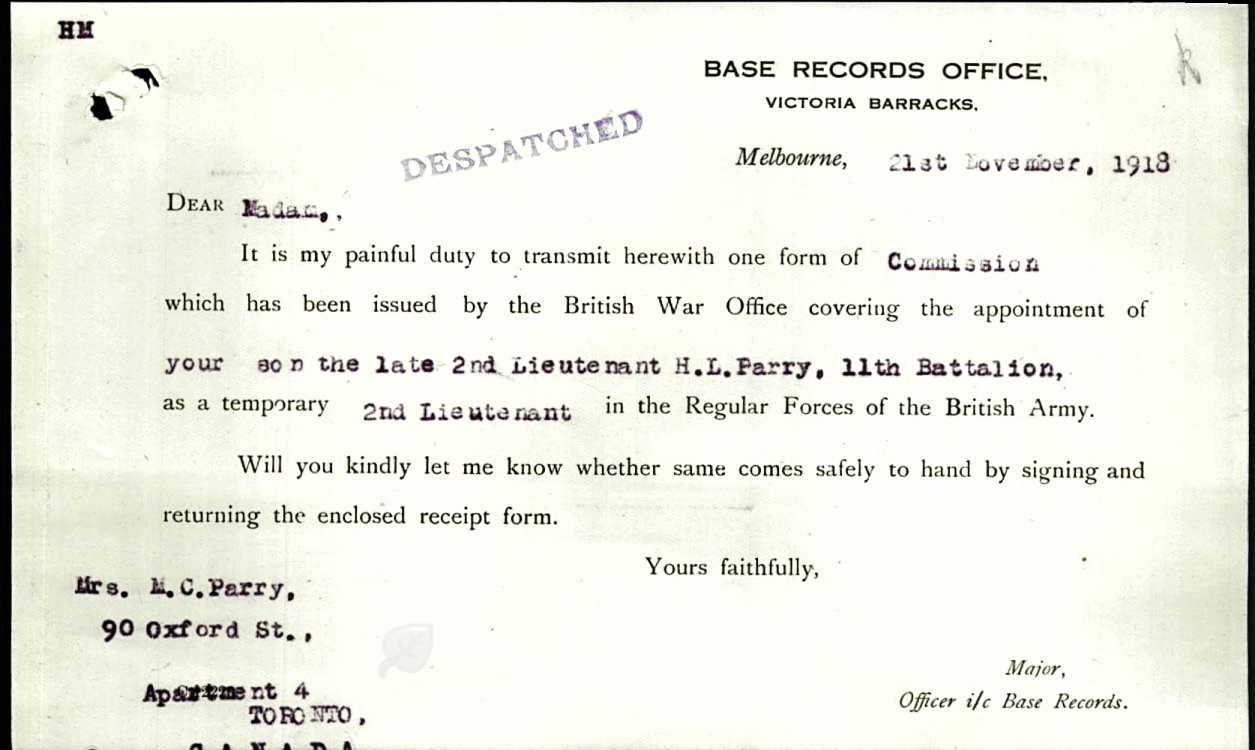 HM
BASE RECORDS OFFICE,
VICTORIA BARRACKS,
DESPATCHED
Melbourne, 21st November, 1918
DEAR Madam,,
It is my painful duty to transmit herewith one form of Commission
which has been issued by the British War Office covering the appointment of
your son the late 2nd Lieutenant H.L.Parry, 11th Battalion,
as a temporary 2nd Lieutenant in the Regular Forces of the British Army.
Will you kindly let me know whether same comes safely to hand by signing and
returning the enclosed receipt form.
Yours faithfully,
Mrs. M.C.Parry,
90 Oxford St.,
Major,
Apartment 4
Officer i/c Base Records.
TORONTO,
CANADA